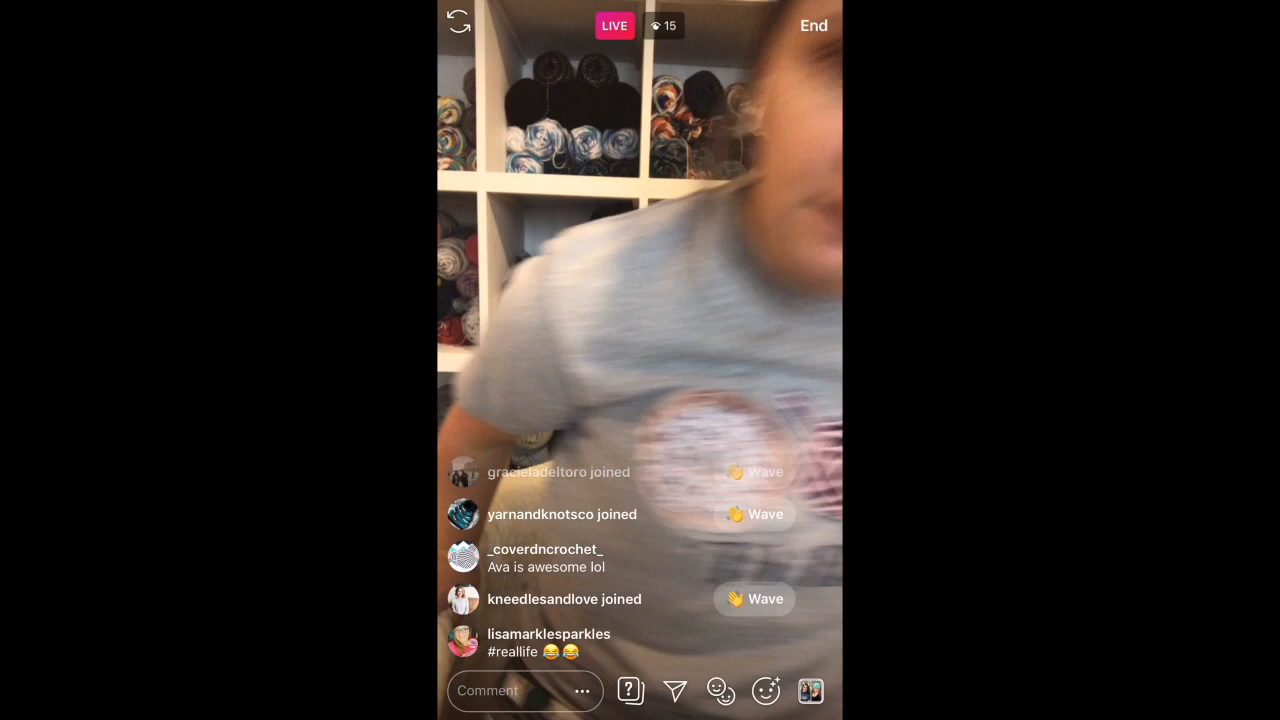 LIVE
15
End
gracieladeltoro joined
Wave
yarnandknotsco joined
Wave
_coverdncrochet_
Ava is awesome lol
kneedlesandlove joined
Wave
lisamarklesparkles
#reallife 😂😂
Comment